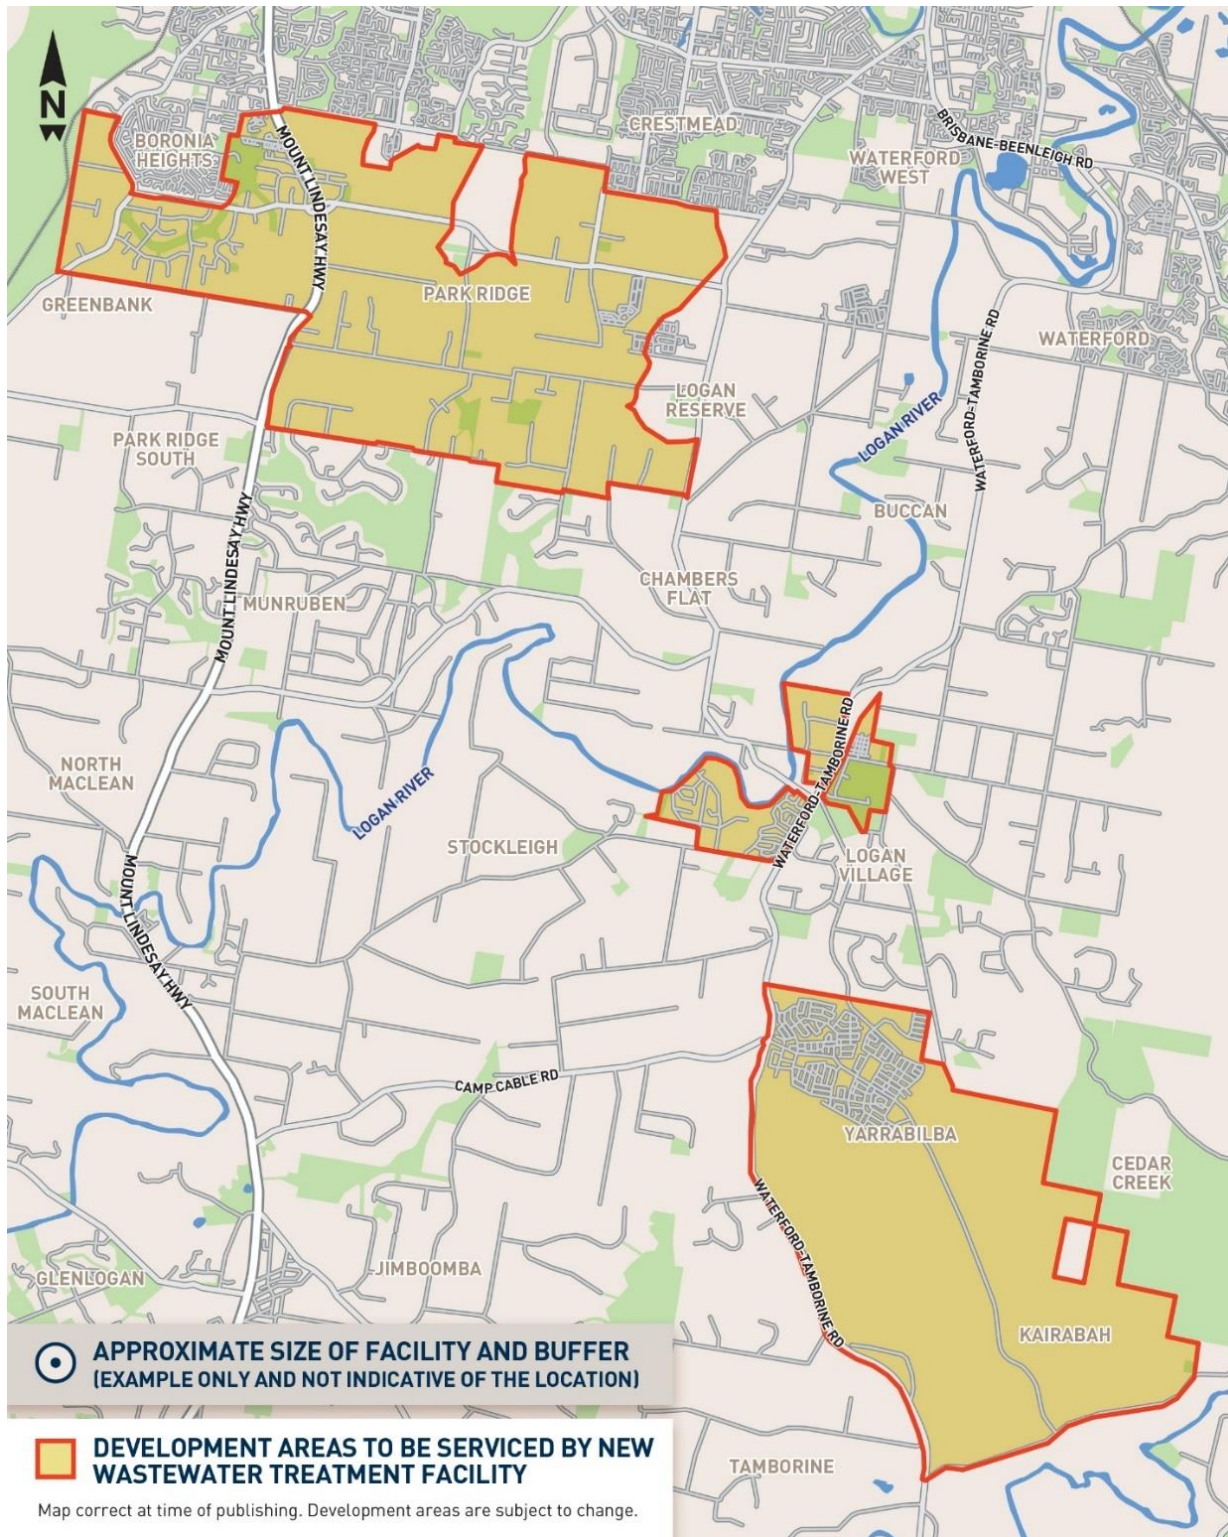 N
BORONIA
HEIGHTS
CRESTMEAD
BRISBANE-BEENLEIGH RD
WATERFORD
WEST
MOUNT LINDESAY HWY
GREENBANK
PARK RIDGE
WATERFORD
WATERFORD-TAMBORINE RD
LOGAN
RESERVE
LOGAN RIVER
PARK RIDGE
SOUTH
BUCCAN
MOUNT LINDESAY HWY
CHAMBERS
FLAT
MUNRUBEN
NORTH
MACLEAN
LOGAN RIVER
WATERFORD-TAMBORINE RD
STOCKLEIGH
LOGAN
VILLAGE
MOUNT LINDESAY HWY
SOUTH
MACLEAN
CAMP CABLE RD
YARRABILBA
CEDAR
CREEK
WATERFORD-TAMBORINE RD
JIMBOOMBA
GLENLOGAN
KAIRABAH
APPROXIMATE SIZE OF FACILITY AND BUFFER
(EXAMPLE ONLY AND NOT INDICATIVE OF THE LOCATION)
DEVELOPMENT AREAS TO BE SERVICED BY NEW
WASTEWATER TREATMENT FACILITY
TAMBORINE
Map correct at time of publishing. Development areas are subject to change.